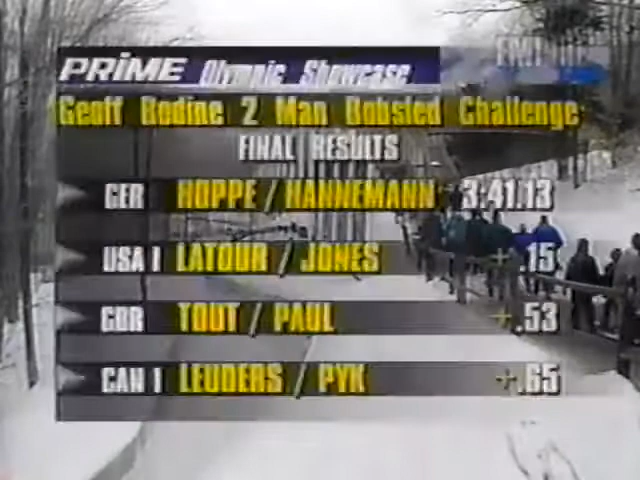 PRIME Olympic Showcase
Geoff Bodine 2 Man Bobsled Challenge
FINAL RESULTS
GER HOPPE / HANNEMANN 3:41.13
USA I LATOUR / JONES + .15
GBR TOUT / PAUL +.53
CAN I LEUDERS / PYK +.65